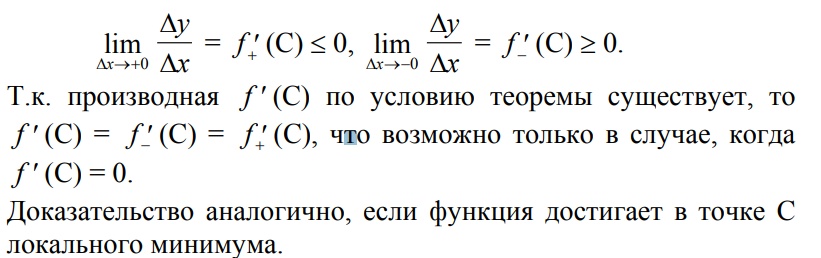 lim Δy/Δx = f₊′(C) ≤ 0, lim Δy/Δx = f₋′(C) ≥ 0.
Δx→+0 Δx→−0
Т.к. производная f ′(C) по условию теоремы существует, то
f ′(C) = f₋′(C) = f₊′(C), что возможно только в случае, когда
f ′(C) = 0.
Доказательство аналогично, если функция достигает в точке С
локального минимума.